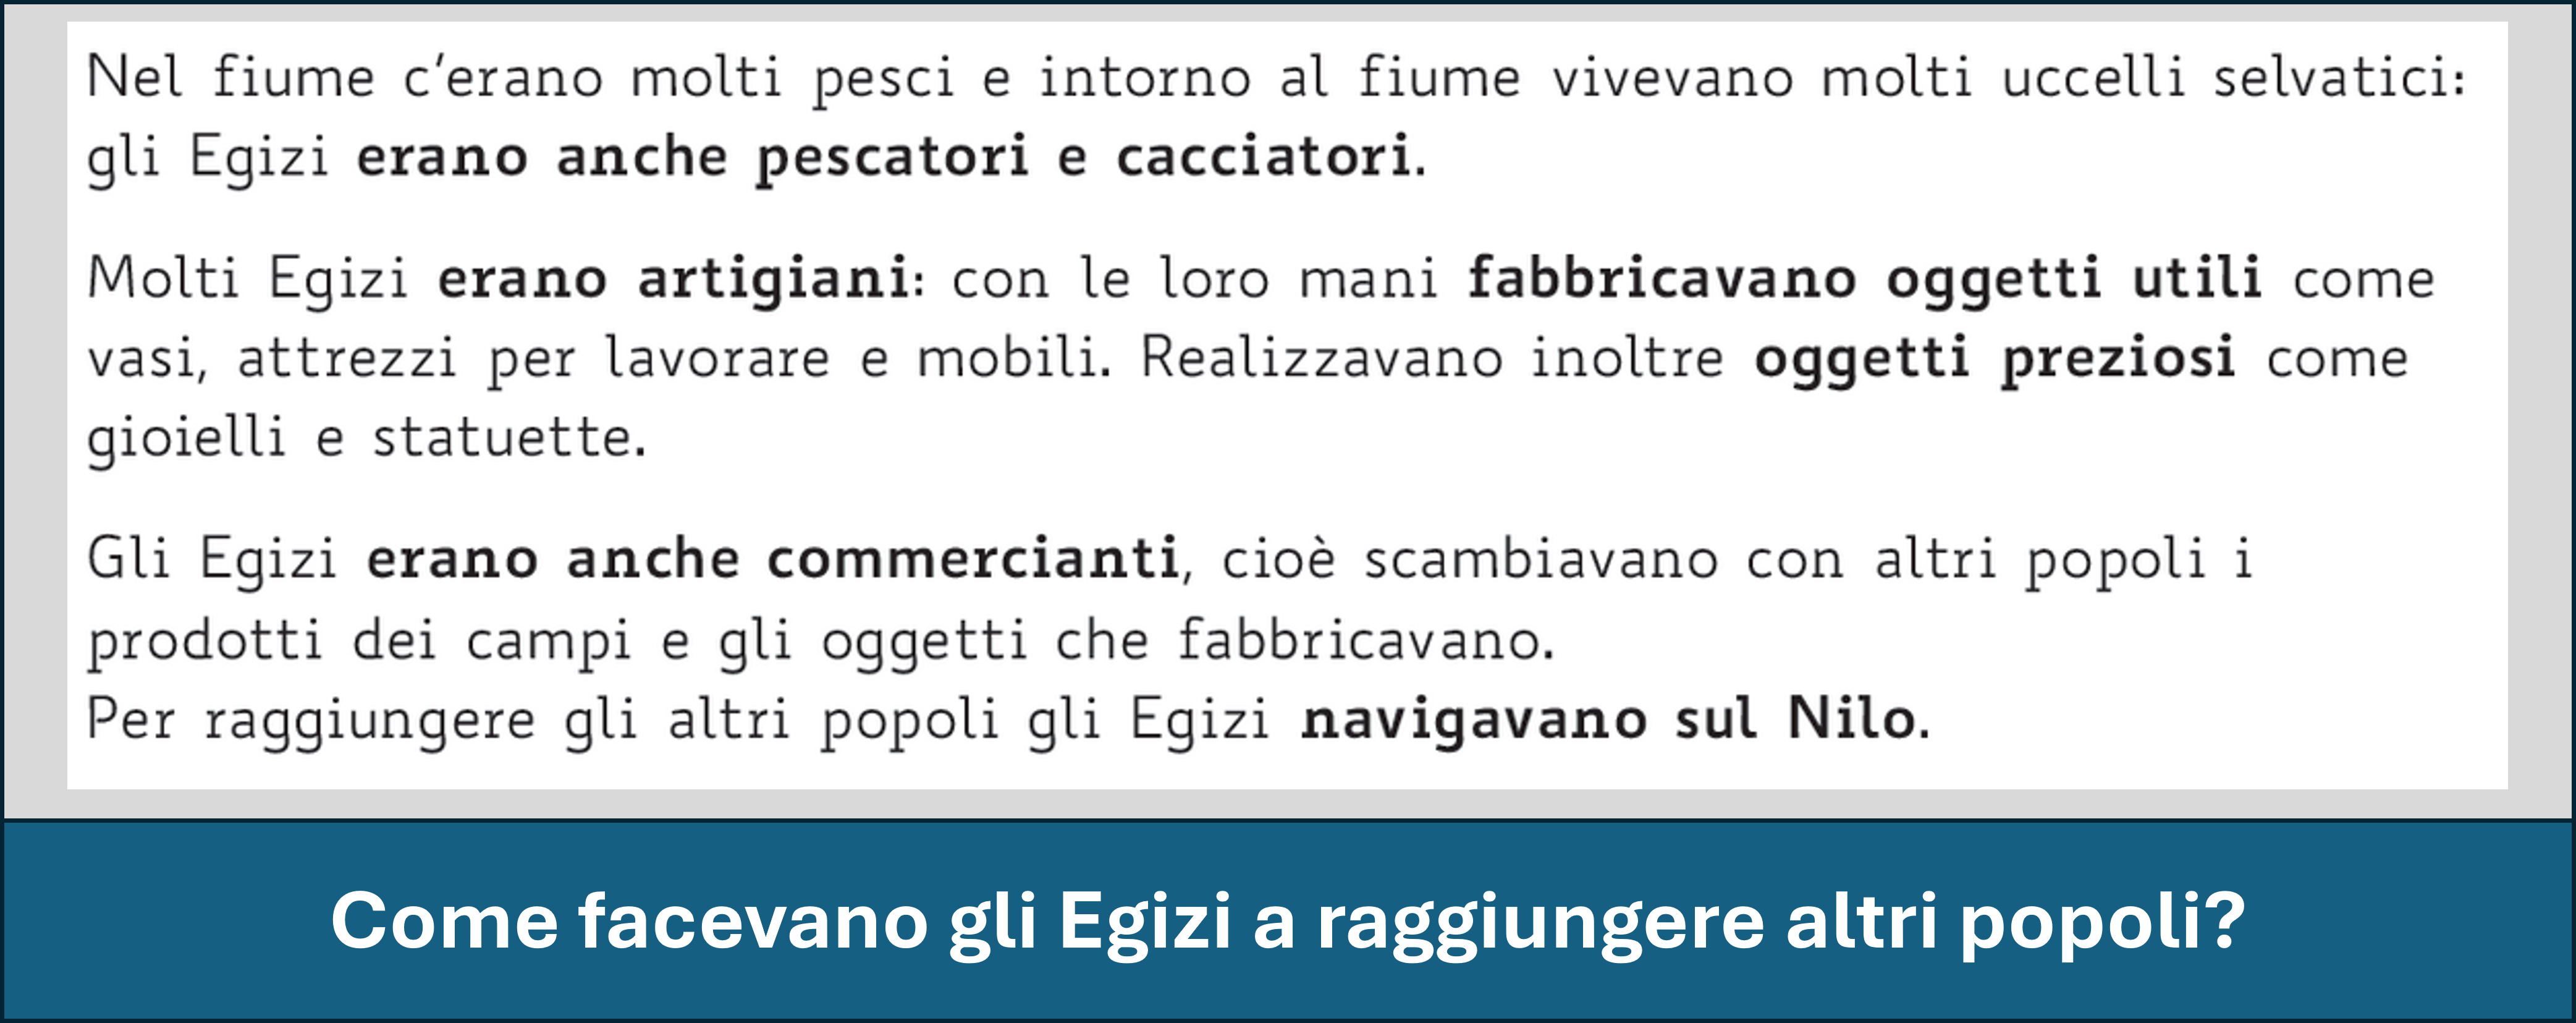 Nel fiume c'erano molti pesci e intorno al fiume vivevano molti uccelli selvatici:
gli Egizi erano anche pescatori e cacciatori.
Molti Egizi erano artigiani: con le loro mani fabbricavano oggetti utili come
vasi, attrezzi per lavorare e mobili. Realizzavano inoltre oggetti preziosi come
gioielli e statuette.
Gli Egizi erano anche commercianti, cioè scambiavano con altri popoli i
prodotti dei campi e gli oggetti che fabbricavano.
Per raggiungere gli altri popoli gli Egizi navigavano sul Nilo.
Come facevano gli Egizi a raggiungere altri popoli?